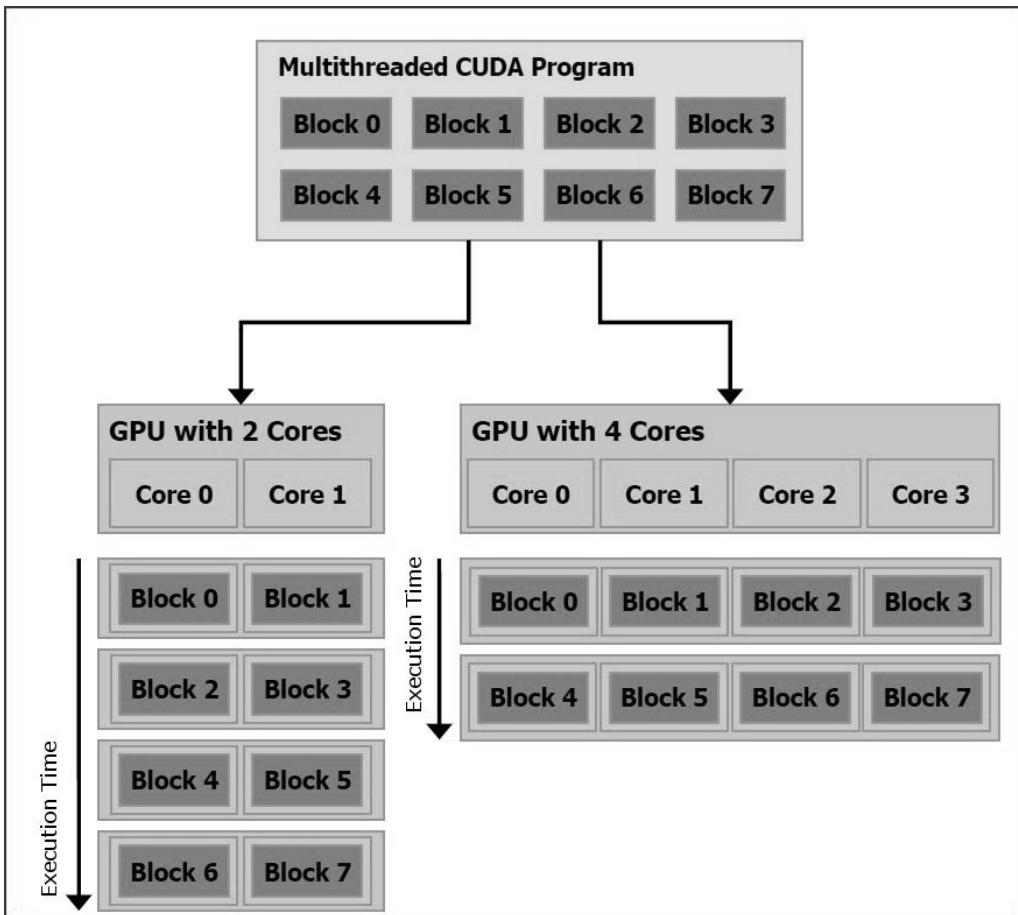 Multithreaded CUDA Program
Block 0 Block 1 Block 2 Block 3
Block 4 Block 5 Block 6 Block 7
GPU with 2 Cores
Core 0 Core 1
Execution Time
Block 0 Block 1
Block 2 Block 3
Block 4 Block 5
Block 6 Block 7
GPU with 4 Cores
Core 0 Core 1 Core 2 Core 3
Execution Time
Block 0 Block 1 Block 2 Block 3
Block 4 Block 5 Block 6 Block 7